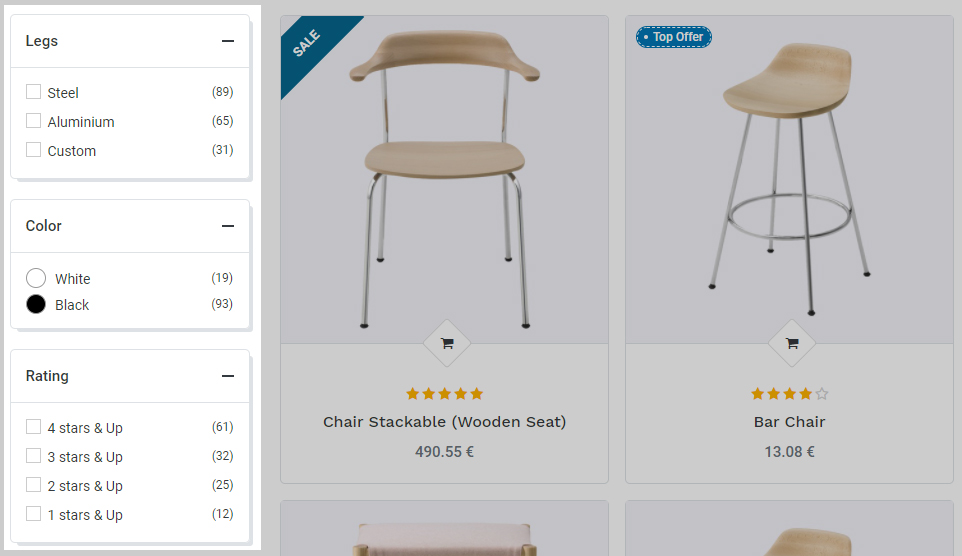 Legs
Steel (89)
Aluminium (65)
Custom (31)
Color
White (19)
Black (93)
Rating
4 stars & Up (61)
3 stars & Up (32)
2 stars & Up (25)
1 stars & Up (12)
SALE
Chair Stackable (Wooden Seat)
490.55 €
Top Offer
Bar Chair
13.08 €